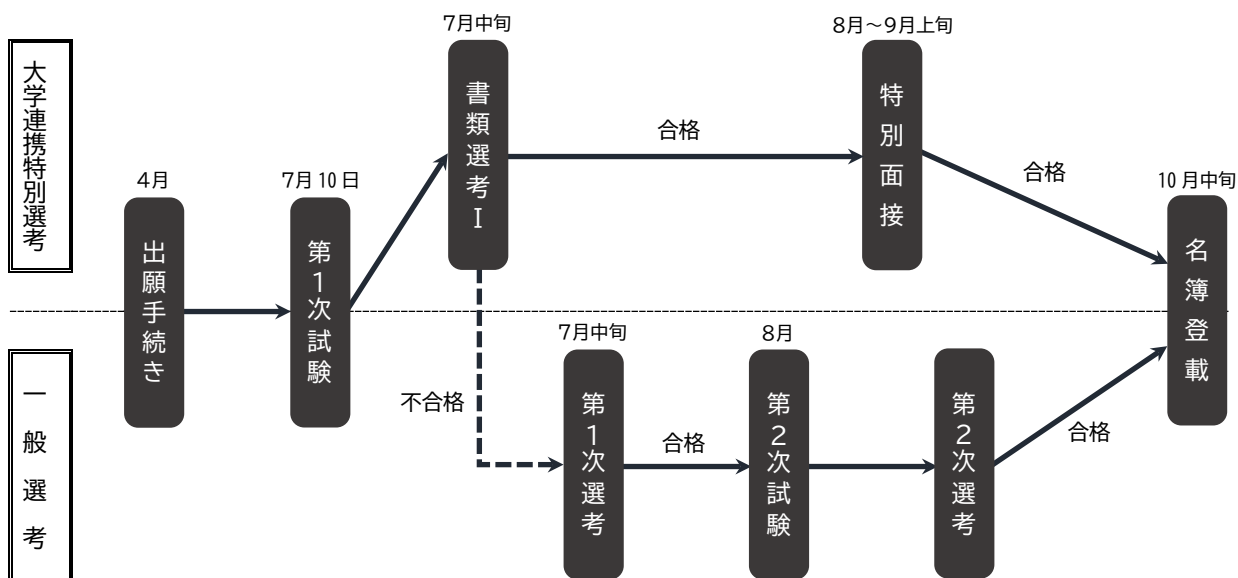 大学連携特別選考
4月
出願手続き
7月10日
第1次試験
7月中旬
書類選考Ⅰ
合格
8月~9月上旬
特別面接
合格
10月中旬
名簿登載
一般選考
不合格
7月中旬
第1次選考
合格
8月
第2次試験
第2次選考
合格